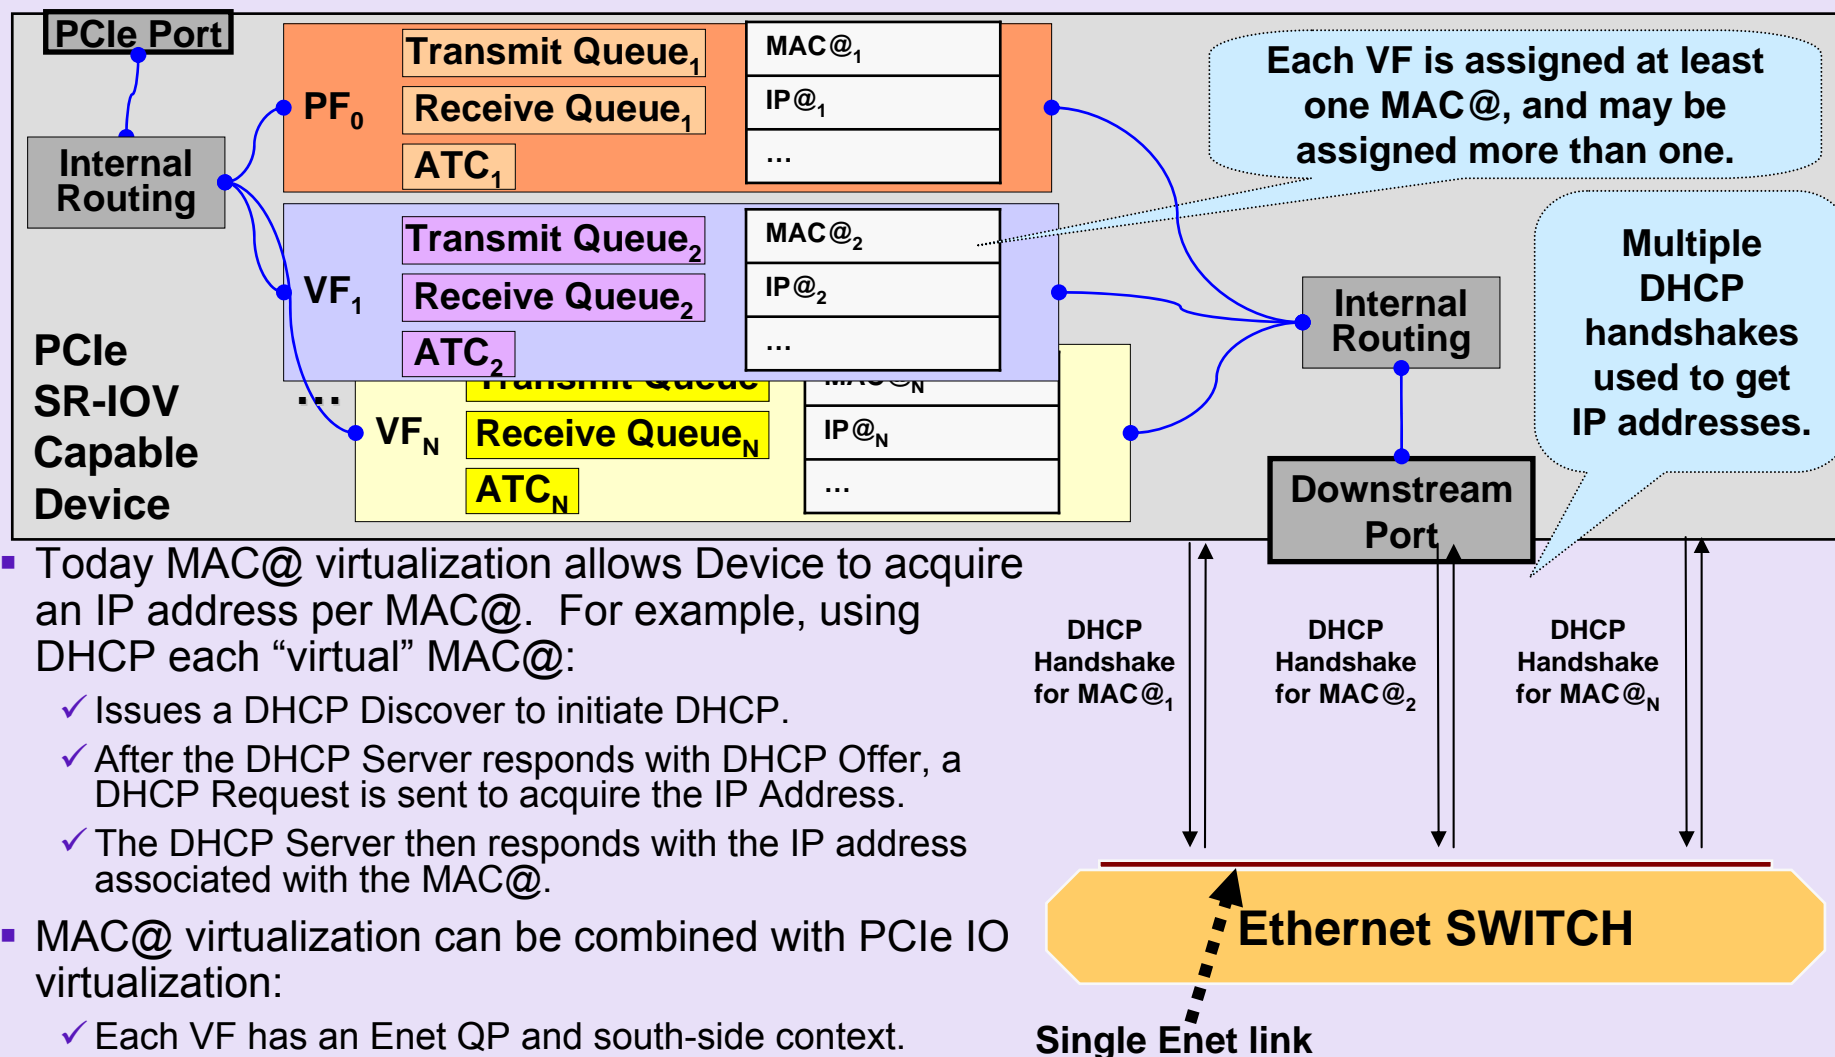 PCIe Port
Internal
Routing
PCIe
SR-IOV
Capable
Device
PF0
Transmit Queue1
Receive Queue1
ATC1
MAC@1
IP@1
...
VF1
Transmit Queue2
Receive Queue2
ATC2
MAC@2
IP@2
...
...
VFN
Transmit Queue
Receive QueueN
ATCN
MAC@N
IP@N
...
Each VF is assigned at least
one MAC@, and may be
assigned more than one.
Multiple
DHCP
handshakes
used to get
IP addresses.
Internal
Routing
Downstream
Port
▪ Today MAC@ virtualization allows Device to acquire
an IP address per MAC@. For example, using
DHCP each “virtual” MAC@:
✓ Issues a DHCP Discover to initiate DHCP.
✓ After the DHCP Server responds with DHCP Offer, a
DHCP Request is sent to acquire the IP Address.
✓ The DHCP Server then responds with the IP address
associated with the MAC@.
▪ MAC@ virtualization can be combined with PCIe IO
virtualization:
✓ Each VF has an Enet QP and south-side context.
DHCP
Handshake
for MAC@1
DHCP
Handshake
for MAC@2
DHCP
Handshake
for MAC@N
Ethernet SWITCH
Single Enet link